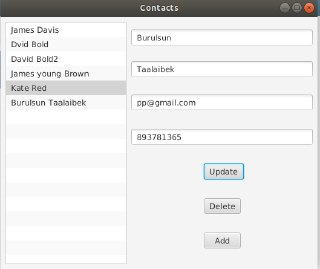 Contacts
James Davis
Dvid Bold
David Bold2
James young Brown
Kate Red
Burulsun Taalaibek
Burulsun
Taalaibek
pp@gmail.com
893781365
Update
Delete
Add